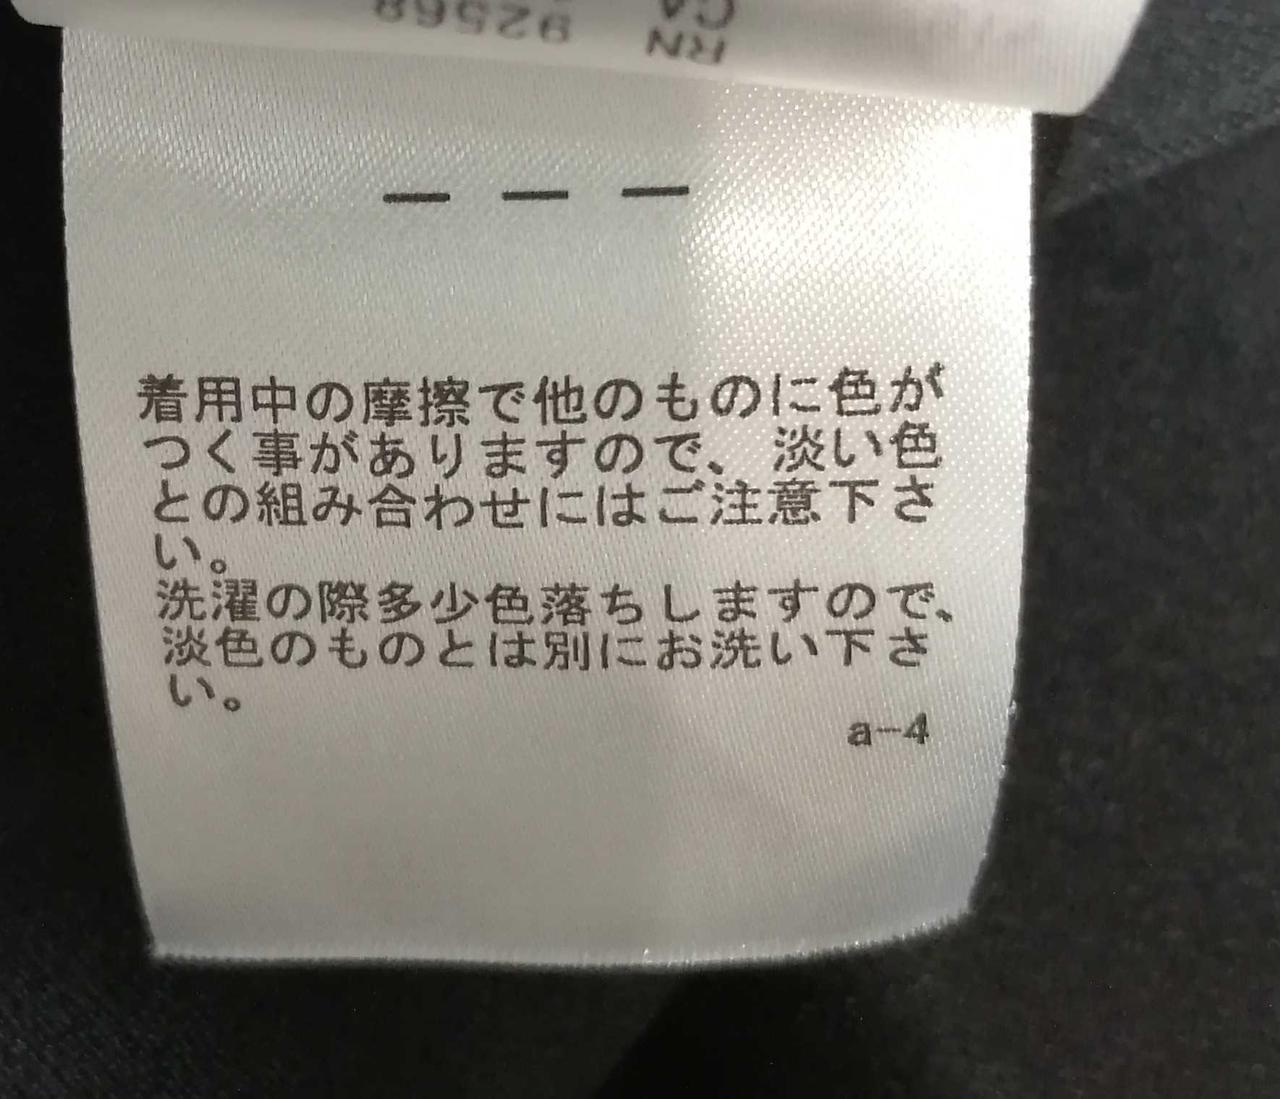 RN
CA
— — —
着用中の摩擦で他のものに色が
つく事がありますので、淡い色
との組み合わせにはご注意下さ
い。
洗濯の際多少色落ちしますので、
淡色のものとは別にお洗い下さ
い。
a-4